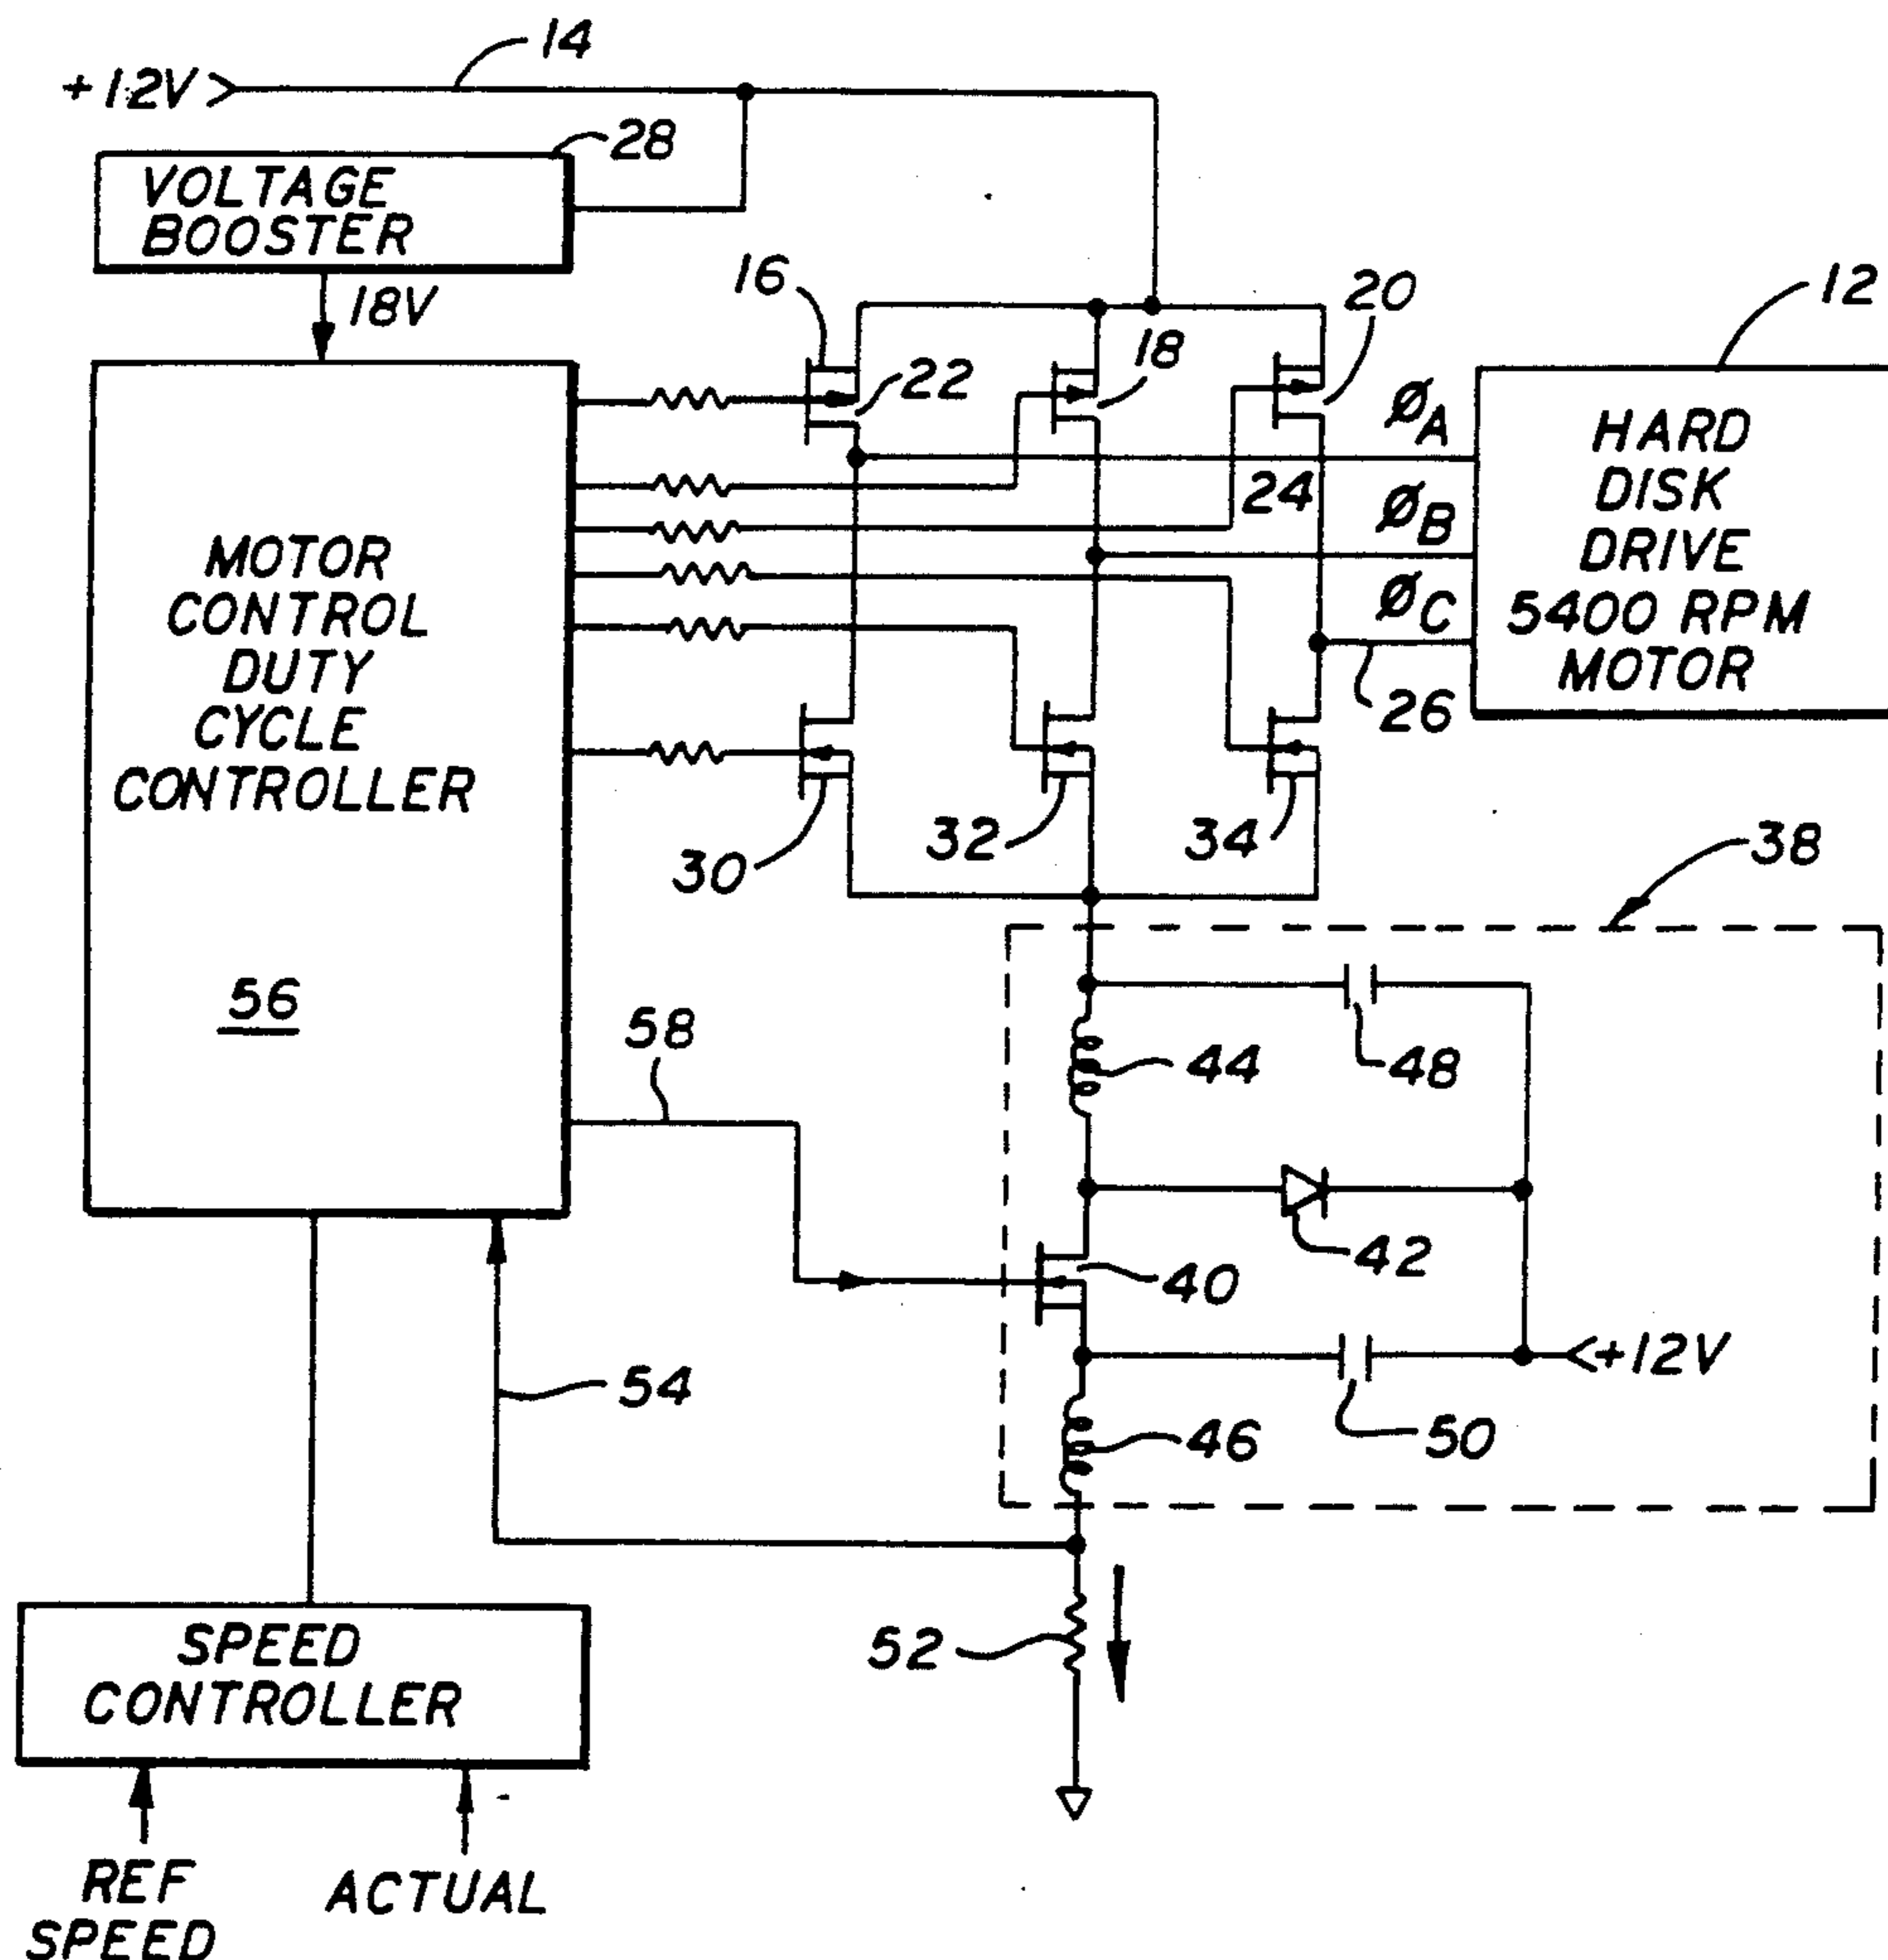 14
+12V
28
VOLTAGE
BOOSTER
18V
16
22
18
20
12
ØA
24
ØB
ØC
26
HARD
DISK
DRIVE
5400 RPM
MOTOR
MOTOR
CONTROL
DUTY
CYCLE
CONTROLLER
56
30
32
34
38
58
44
48
42
40
+12V
54
46
50
52
SPEED
CONTROLLER
REF
SPEED
ACTUAL